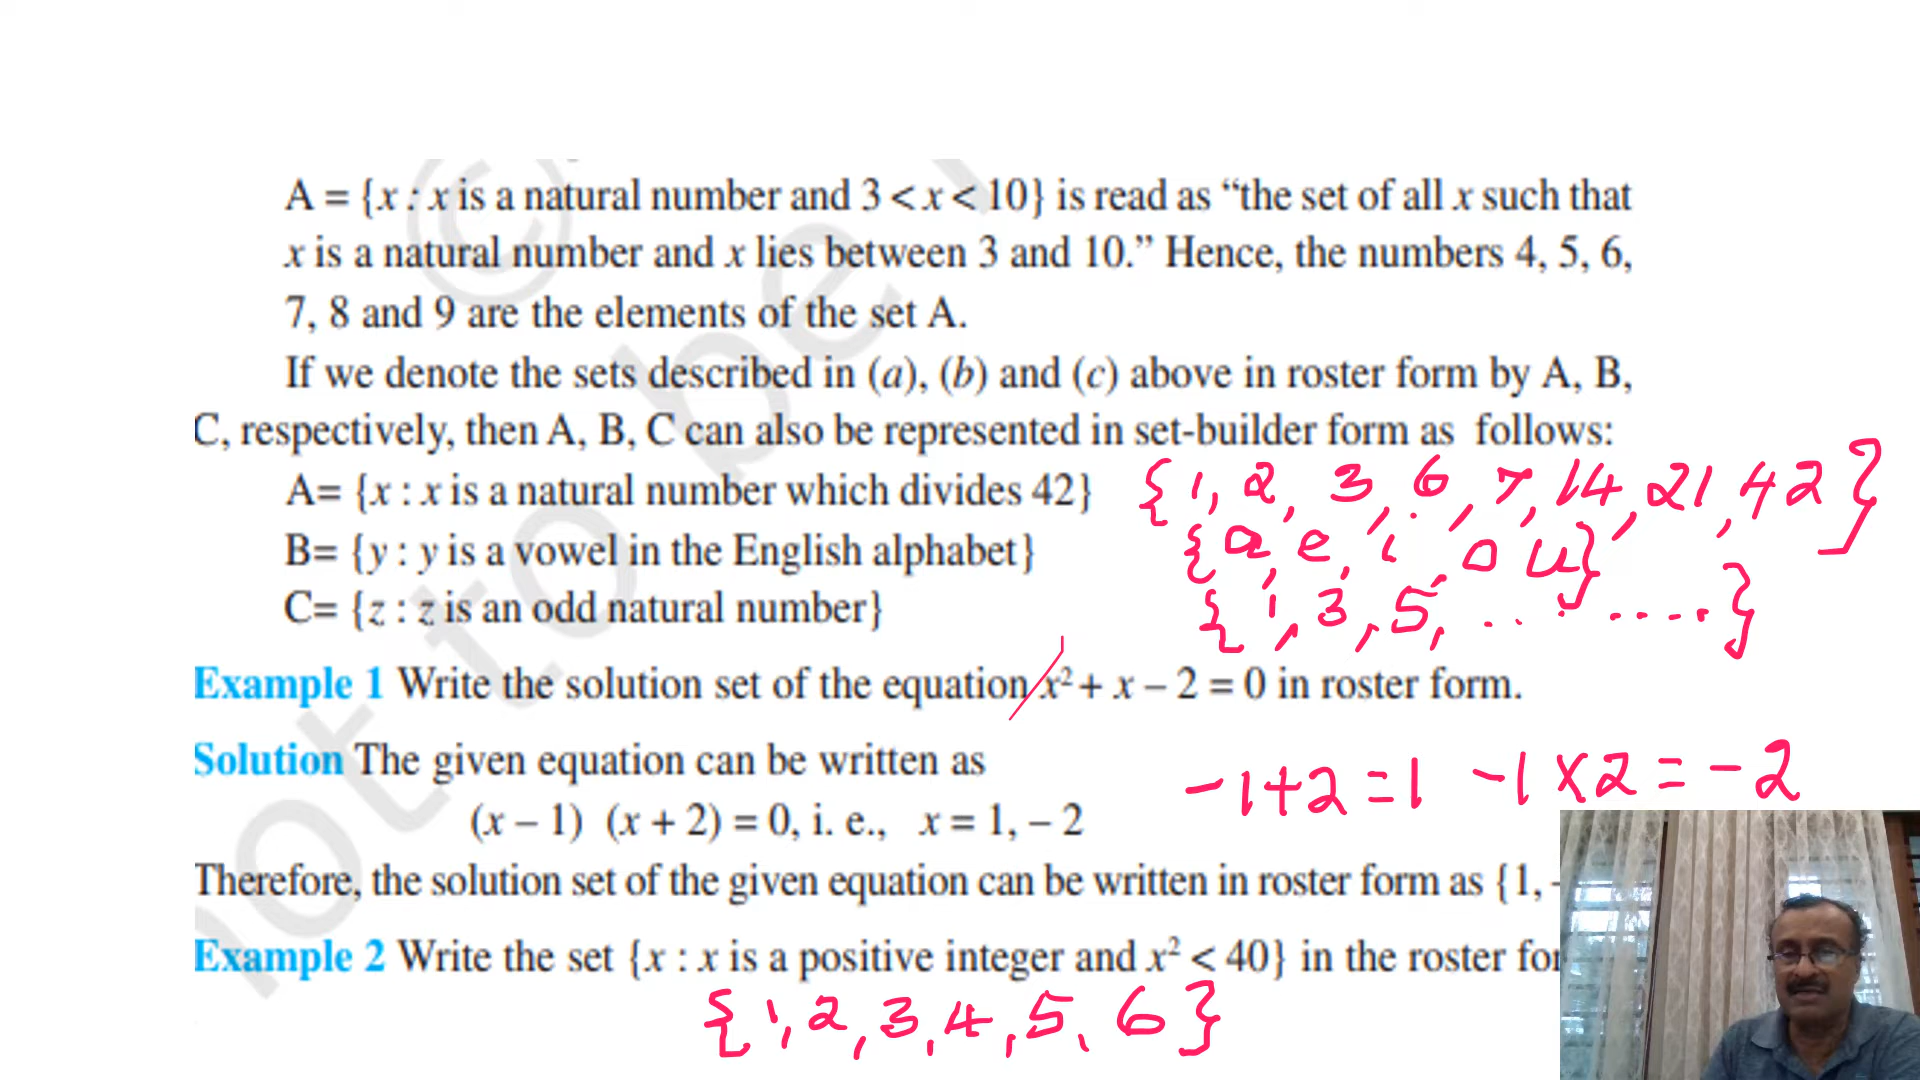 A = {x : x is a natural number and 3 < x < 10} is read as “the set of all x such that
x is a natural number and x lies between 3 and 10.” Hence, the numbers 4, 5, 6,
7, 8 and 9 are the elements of the set A.
If we denote the sets described in (a), (b) and (c) above in roster form by A, B,
C, respectively, then A, B, C can also be represented in set-builder form as follows:
A= {x : x is a natural number which divides 42} {1, 2, 3, 6, 7, 14, 21, 42}
B= {y : y is a vowel in the English alphabet} {a, e, i, o u}
C= {z : z is an odd natural number} {1, 3, 5, .........}
Example 1 Write the solution set of the equation x² + x – 2 = 0 in roster form.
Solution The given equation can be written as
-1+2=1 -1×2=-2
(x – 1) (x + 2) = 0, i. e., x = 1, – 2
Therefore, the solution set of the given equation can be written in roster form as {1,
Example 2 Write the set {x : x is a positive integer and x² < 40} in the roster
{1, 2, 3, 4, 5, 6}
not to be
©